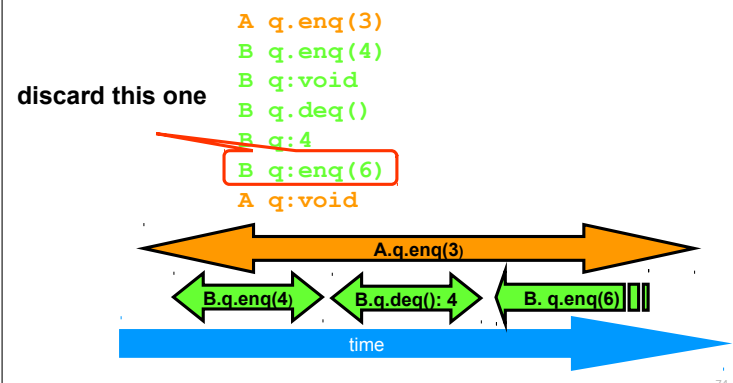 A q.enq(3)
B q.enq(4)
B q:void
discard this one
B q.deq()
B q:4
B q:enq(6)
A q:void
A.q.enq(3)
B.q.enq(4)
B.q.deq(): 4
B. q.enq(6)
time
74